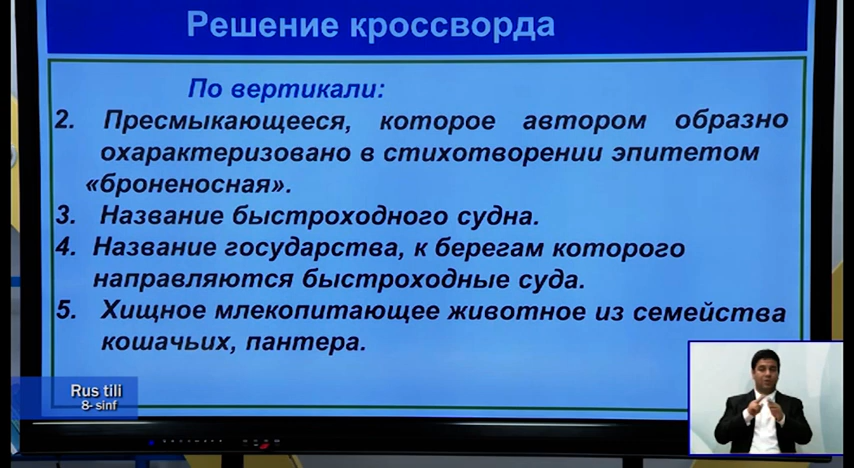 Решение кроссворда
По вертикали:
2. Пресмыкающееся, которое автором образно
охарактеризовано в стихотворении эпитетом
«броненосная».
3. Название быстроходного судна.
4. Название государства, к берегам которого
направляются быстроходные суда.
5. Хищное млекопитающее животное из семейства
кошачьих, пантера.
Rus tili
8- sinf